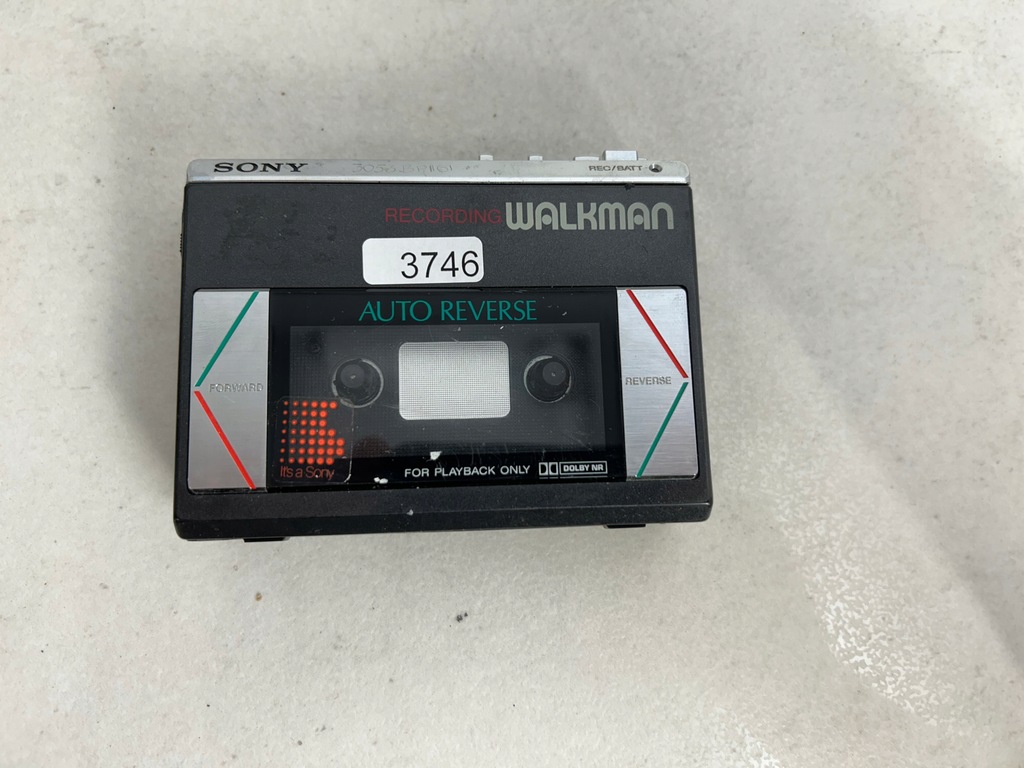 SONY
REC/BATT
RECORDING WALKMAN
3746
AUTO REVERSE
FORWARD
REVERSE
It's a Sony
FOR PLAYBACK ONLY DOLBY NR